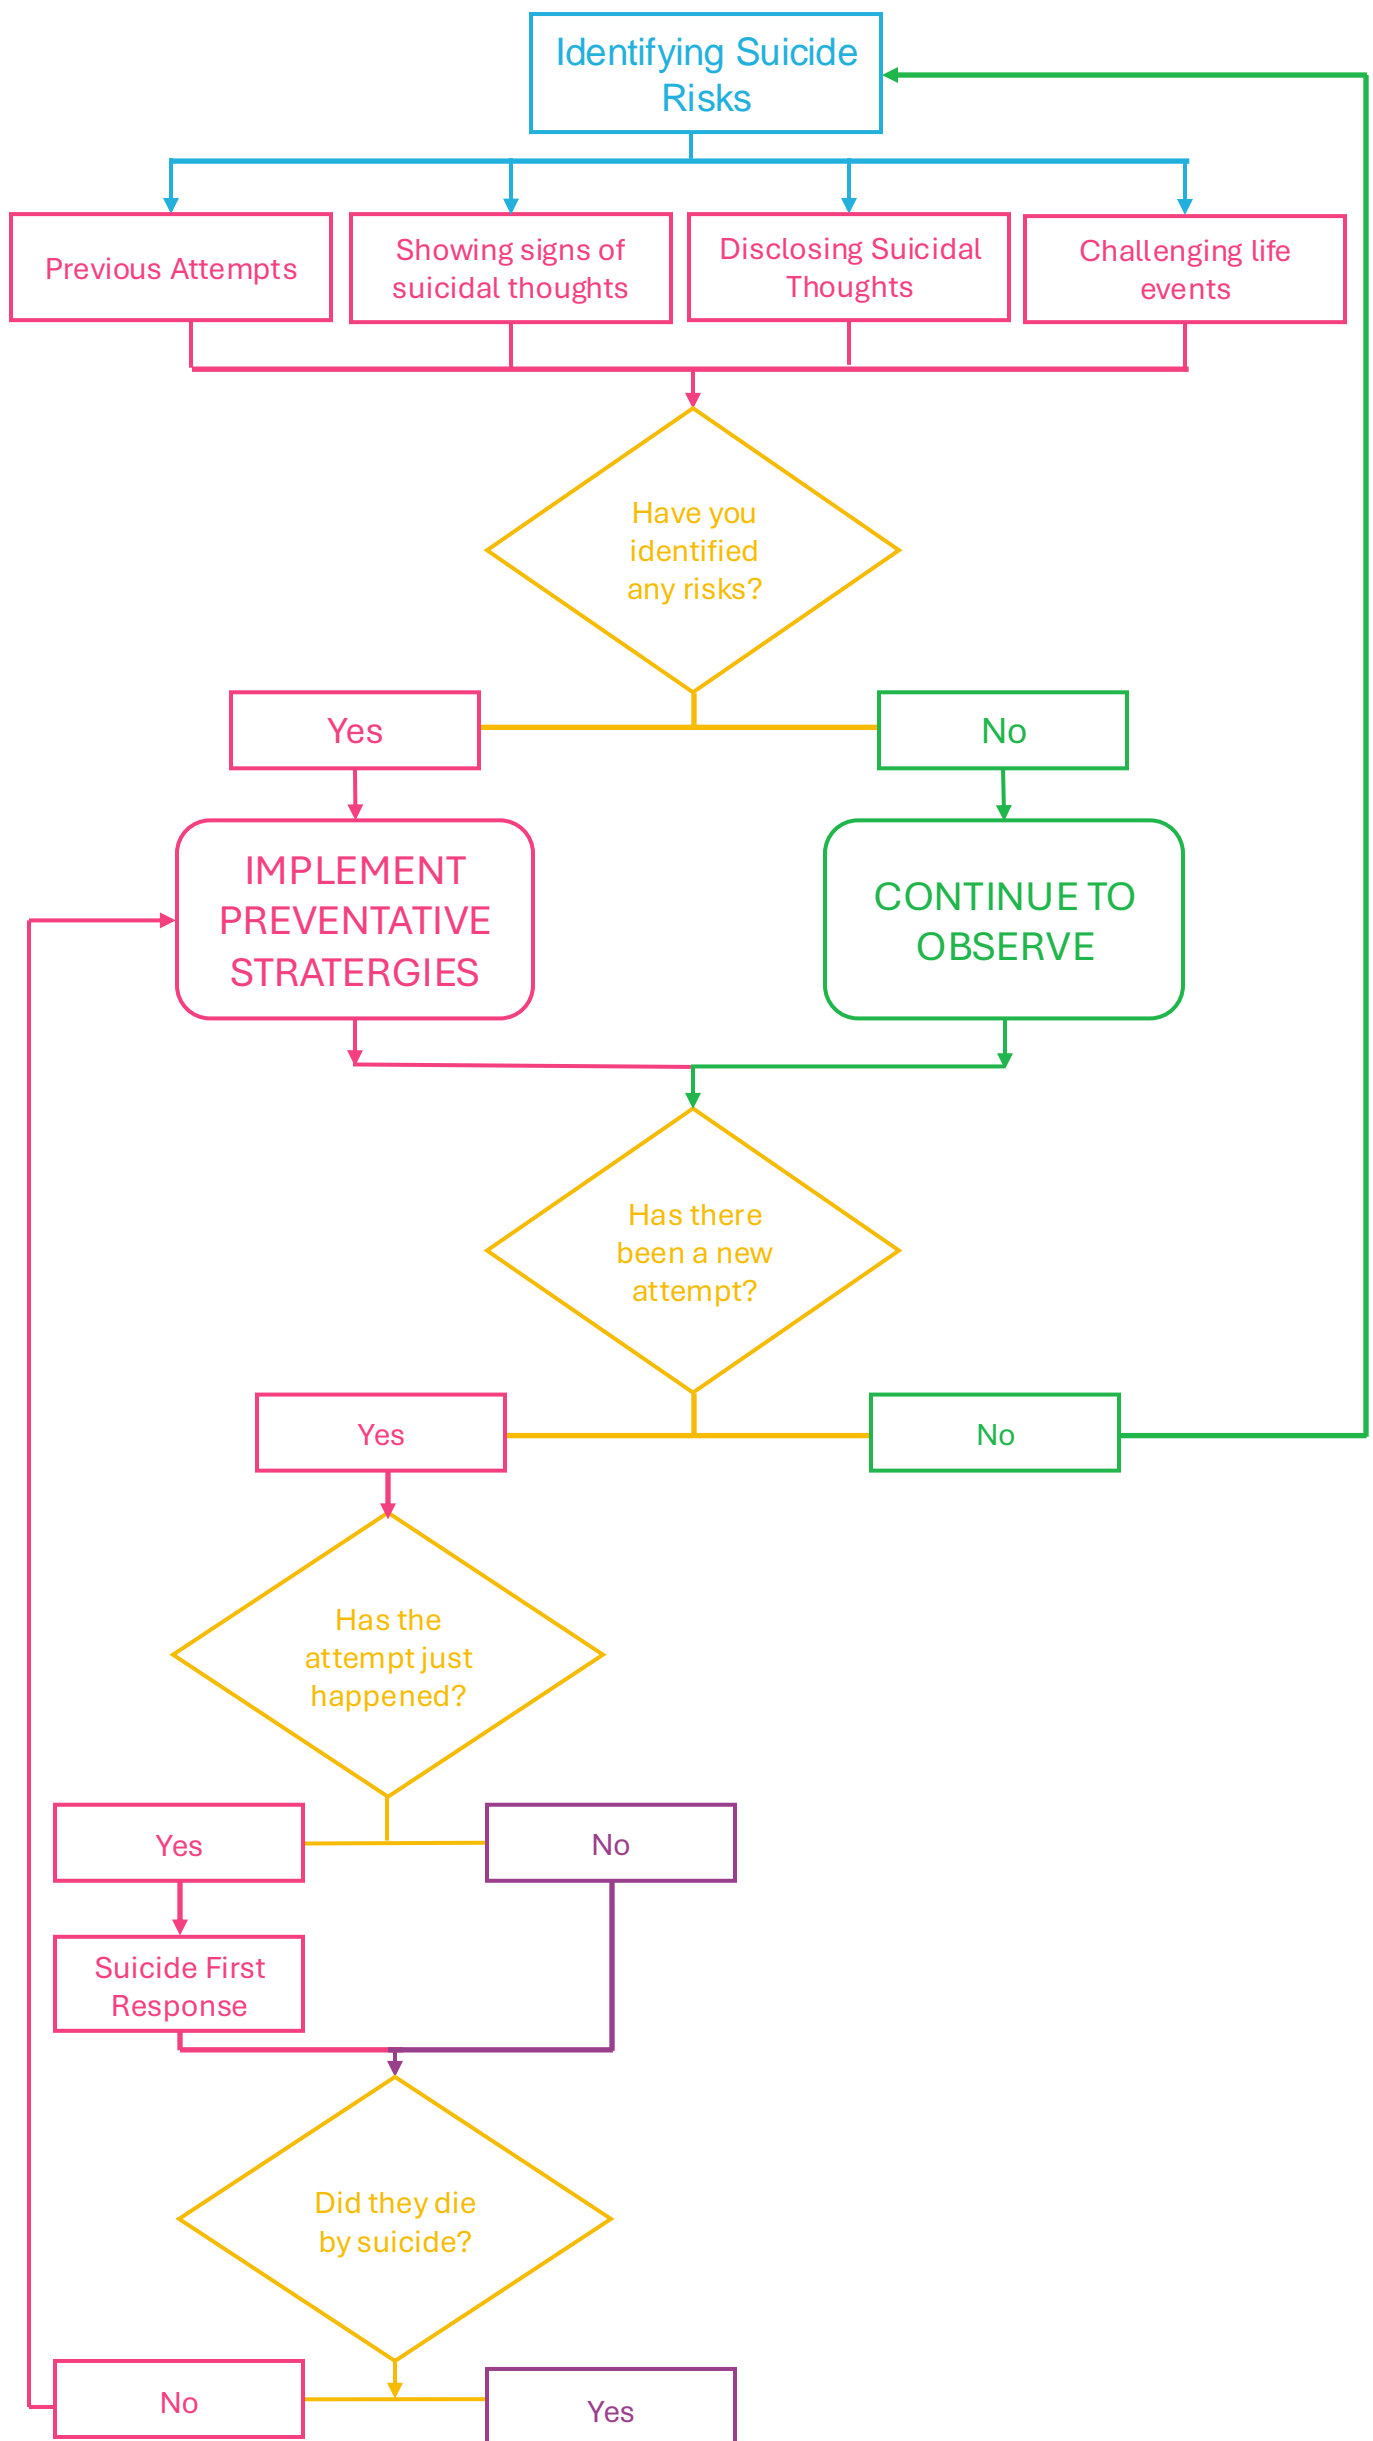 Identifying Suicide
Risks
Previous Attempts
Showing signs of
suicidal thoughts
Disclosing Suicidal
Thoughts
Challenging life
events
Have you
identified
any risks?
Yes
No
IMPLEMENT
PREVENTATIVE
STRATERGIES
CONTINUE TO
OBSERVE
Has there
been a new
attempt?
Yes
No
Has the
attempt just
happened?
Yes
No
Suicide First
Response
Did they die
by suicide?
No
Yes